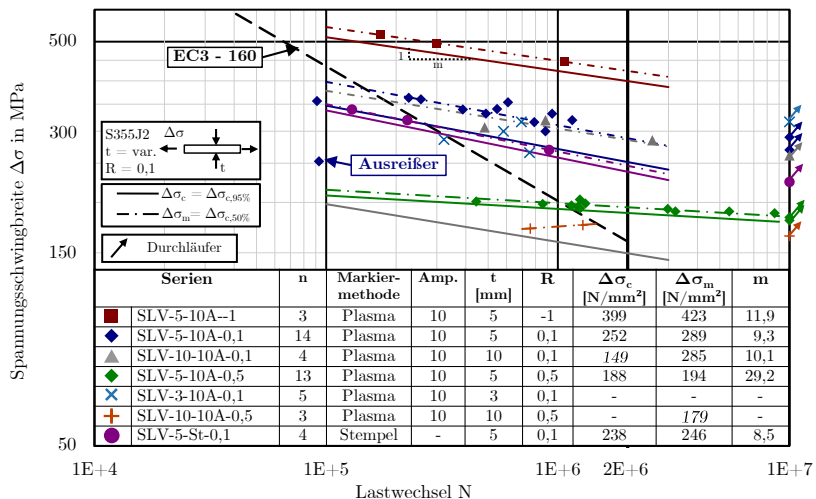 Spannungsschwingbreite Δσ in MPa
500
300
150
50
EC3 - 160
1
m
S355J2
t = var.
R = 0,1
Δσ
t
Δσ_c = Δσ_c,95%
Δσ_m = Δσ_c,50%
Durchläufer
Ausreißer
Serien n Markier-methode Amp. t [mm] R Δσ_c [N/mm²] Δσ_m [N/mm²] m
SLV-5-10A--1 3 Plasma 10 5 -1 399 423 11,9
SLV-5-10A-0,1 14 Plasma 10 5 0,1 252 289 9,3
SLV-10-10A-0,1 4 Plasma 10 10 0,1 149 285 10,1
SLV-5-10A-0,5 13 Plasma 10 5 0,5 188 194 29,2
SLV-3-10A-0,1 5 Plasma 10 3 0,1 - - -
SLV-10-10A-0,5 3 Plasma 10 10 0,5 - 179 -
SLV-5-St-0,1 4 Stempel - 5 0,1 238 246 8,5
1E+4 1E+5 1E+6 2E+6 1E+7
Lastwechsel N